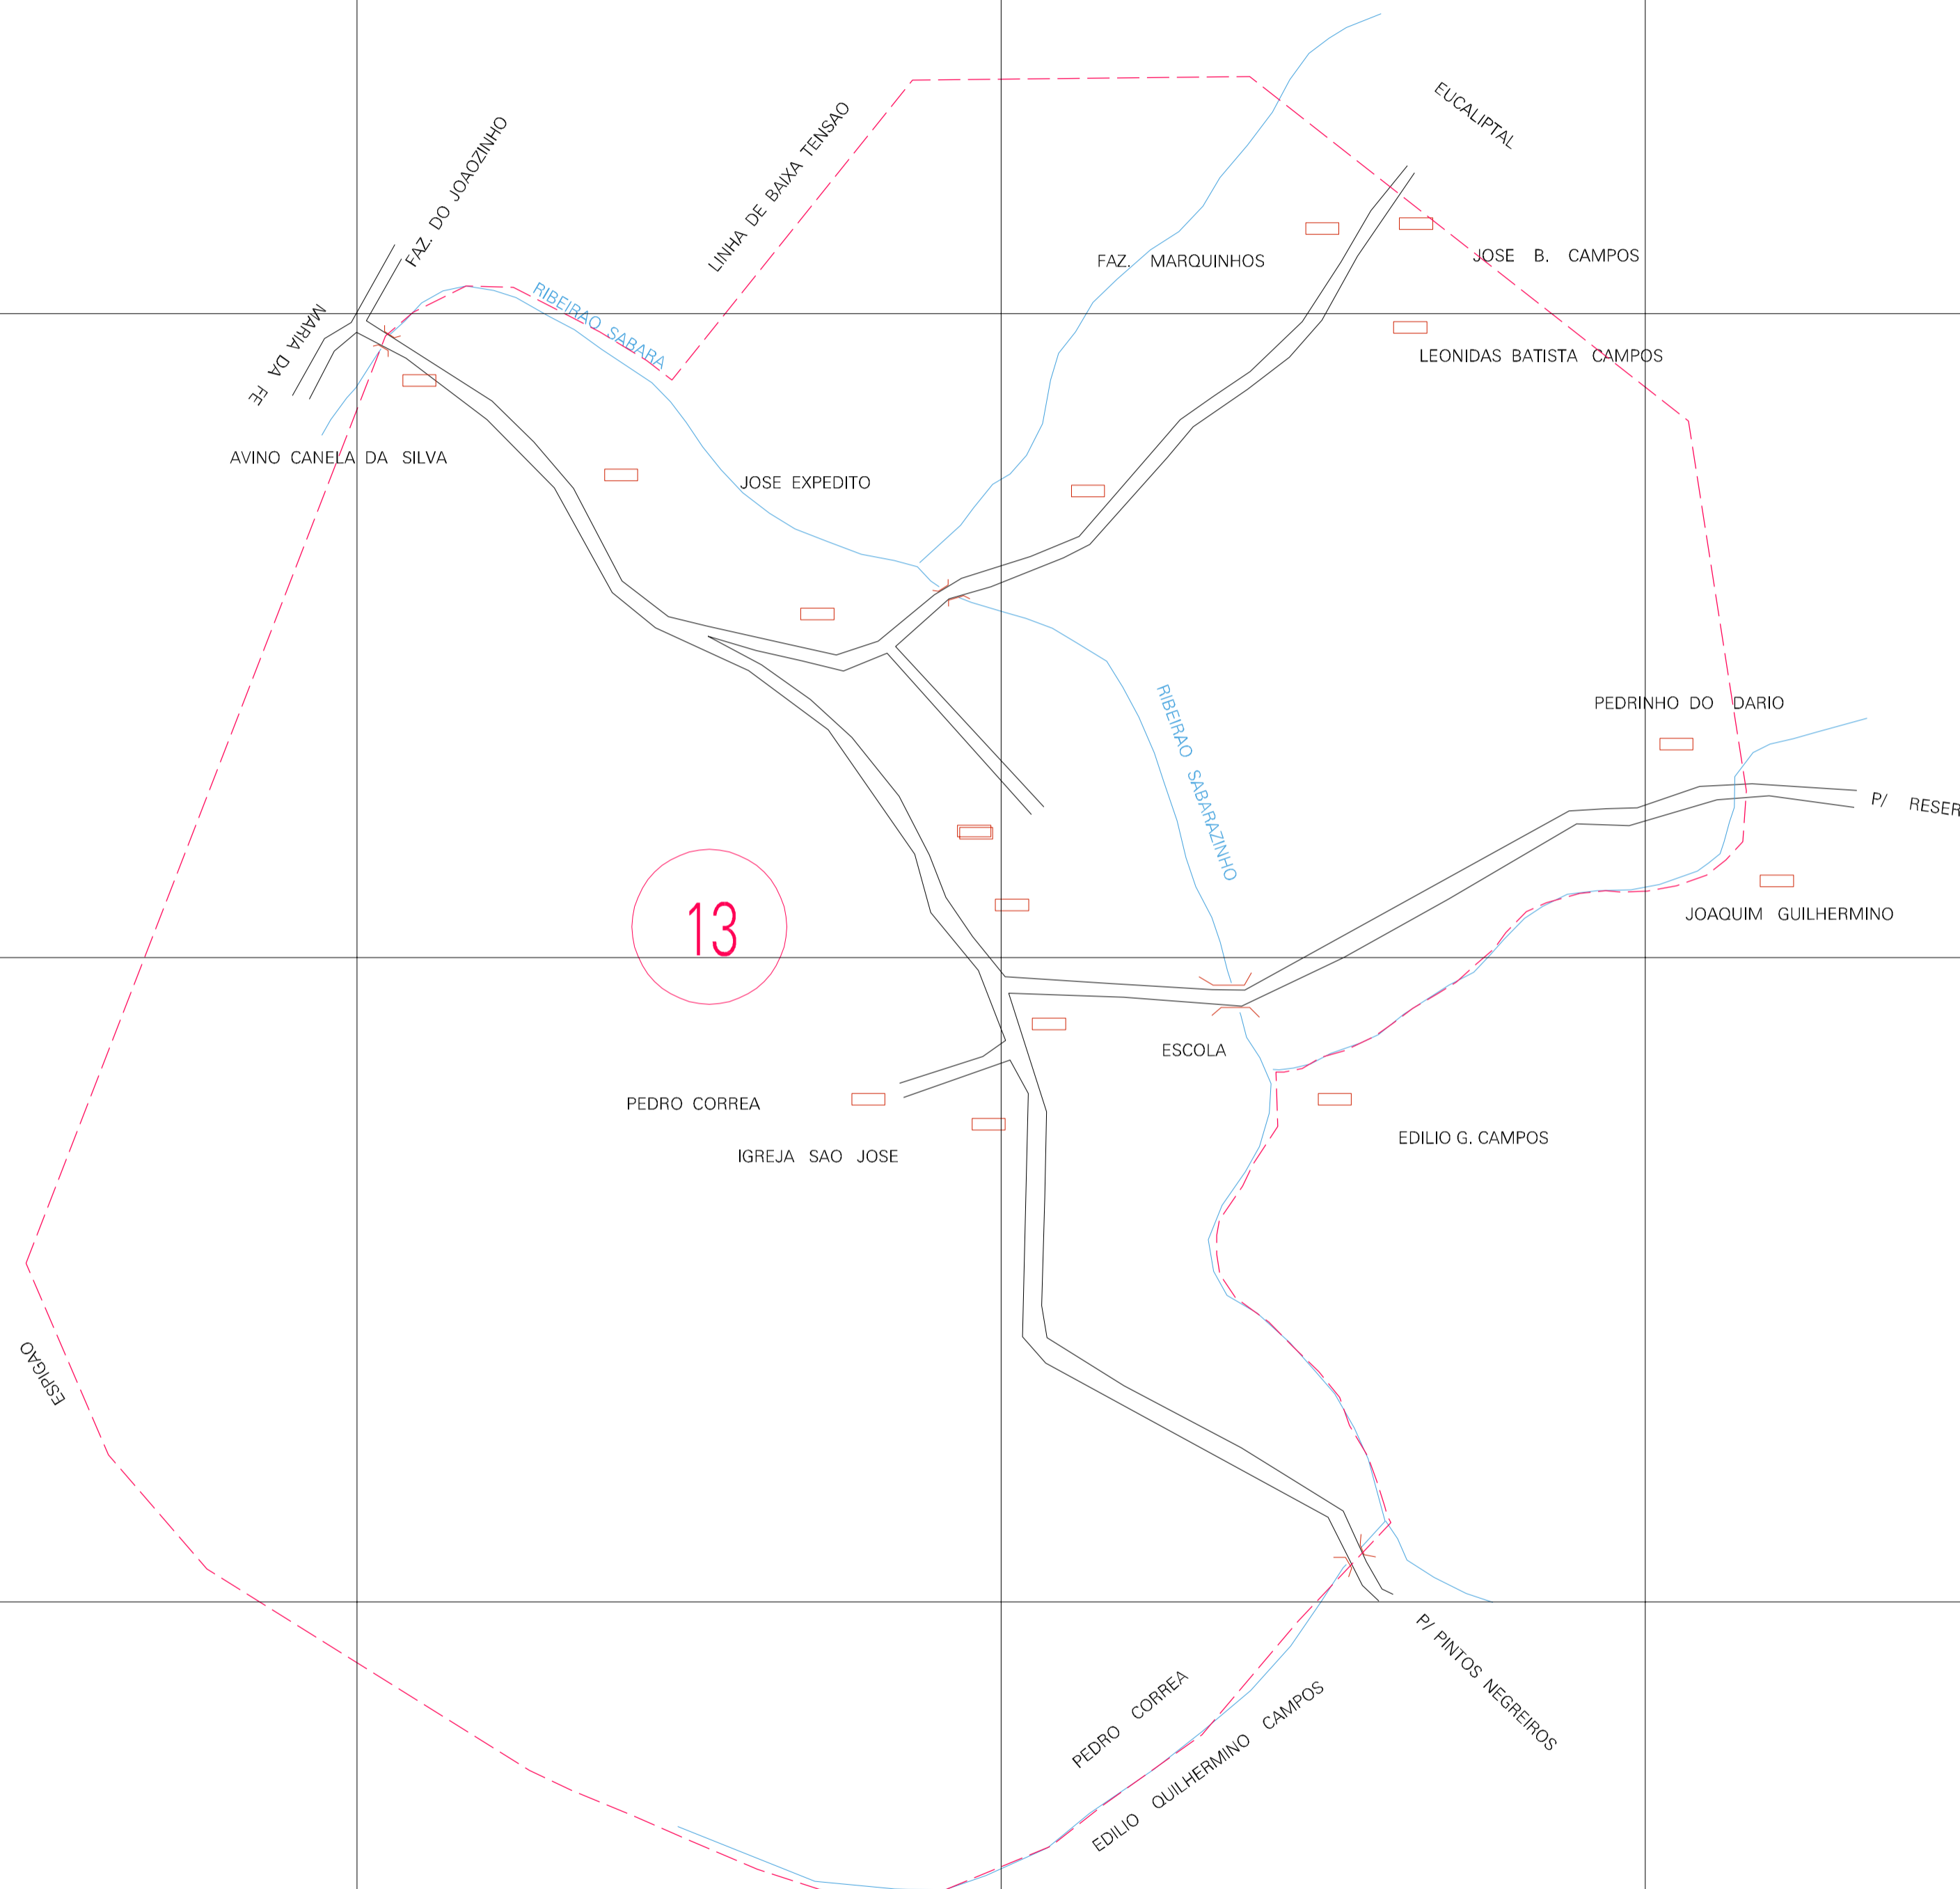 EUCALIPTAL
FAZ. DO JOAOZINHO
LINHA DE BAIXA TENSAO
FAZ. MARQUINHOS
JOSE B. CAMPOS
RIBEIRAO SABARA
MARIA DA FE
LEONIDAS BATISTA CAMPOS
AVINO CANELA DA SILVA
JOSE EXPEDITO
PEDRINHO DO DARIO
RIBEIRAO SABARAZINHO
P/ RESER
13
JOAQUIM GUILHERMINO
ESCOLA
PEDRO CORREA
EDILIO G. CAMPOS
IGREJA SAO JOSE
ESPIGAO
P/ PINTOS NEGREIROS
PEDRO CORREA
EDILIO QUILHERMINO CAMPOS